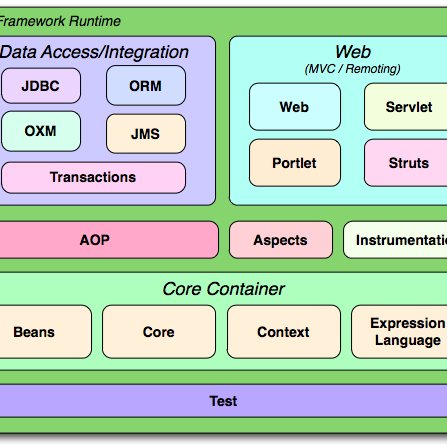 Framework Runtime
Data Access/Integration
Web
(MVC / Remoting)
JDBC
ORM
Web
Servlet
OXM
JMS
Portlet
Struts
Transactions
AOP
Aspects
Instrumentatio
Core Container
Beans
Core
Context
Expression
Language
Test